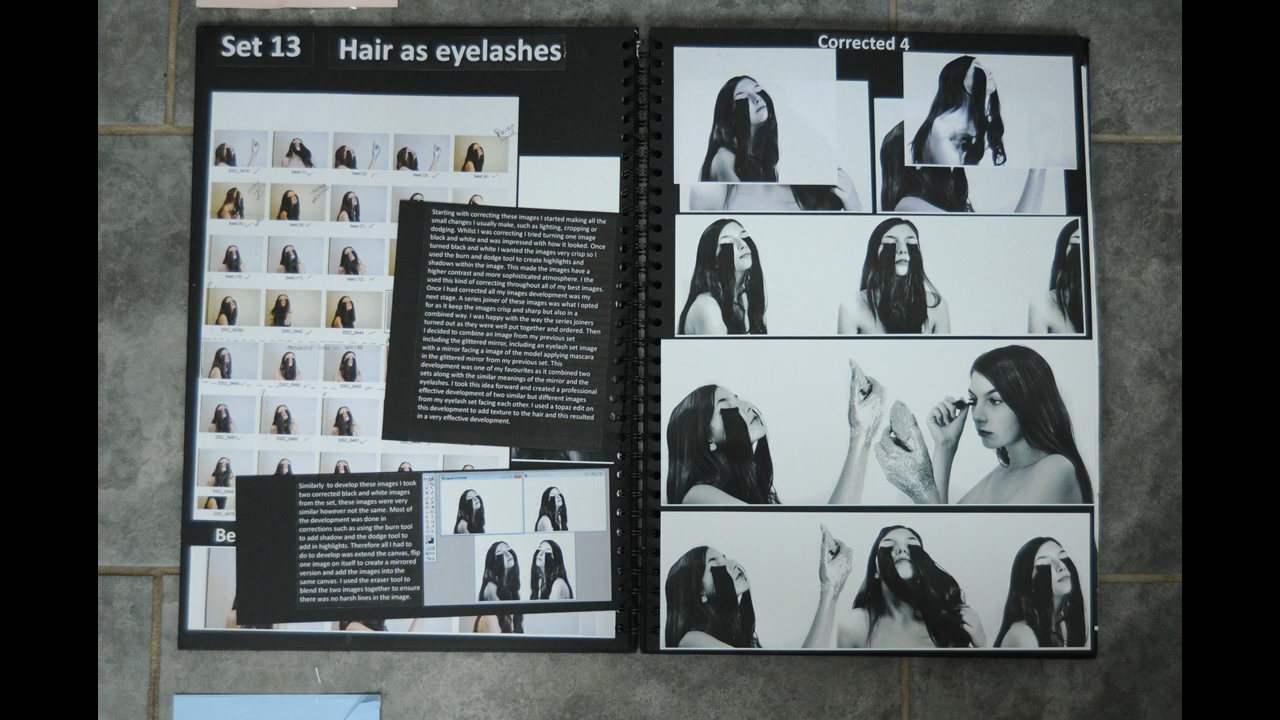 Set 13
Hair as eyelashes
Starting with correcting these images I started making all the
small changes I usually make, such as lighting, cropping or
dodging. Whilst I was correcting I tried turning one image
black and white and was impressed with how it looked. Once
turned black and white I wanted the images very crisp so I
used the burn and dodge tool to create highlights and
shadows within the image. This made the images have a
higher contrast and more sophisticated atmosphere. I the
used this kind of correcting throughout all of my best images.
Once I had corrected all my images development was my
next stage. A series joiner of these images was what I opted
for as it keep the images crisp and sharp but also in a
combined way. I was happy with the way the series joiners
turned out as they were well put together and ordered. Then
I decided to combine an image from my previous set
including the glittered mirror, including an eyelash set image
with a mirror facing a image of the model applying mascara
in the glittered mirror from my previous set. This
development was one of my favourites as it combined two
sets along with the similar meanings of the mirror and the
eyelashes. I took this idea forward and created a professional
effective development of two similar but different images
from my eyelash set facing each other. I used a topaz edit on
this development to add texture to the hair and this resulted
in a very effective development.
Similarly to develop these images I took
two corrected black and white images
from the set, these images were very
similar however not the same. Most of
the development was done in
corrections such as using the burn tool
to add shadow and the dodge tool to
add in highlights. Therefore all I had to
do to develop was extend the canvas, flip
one image on itself to create a mirrored
version and add the images into the
same canvas. I used the eraser tool to
blend the two images together to ensure
there was no harsh lines in the image.
Be
Corrected 4